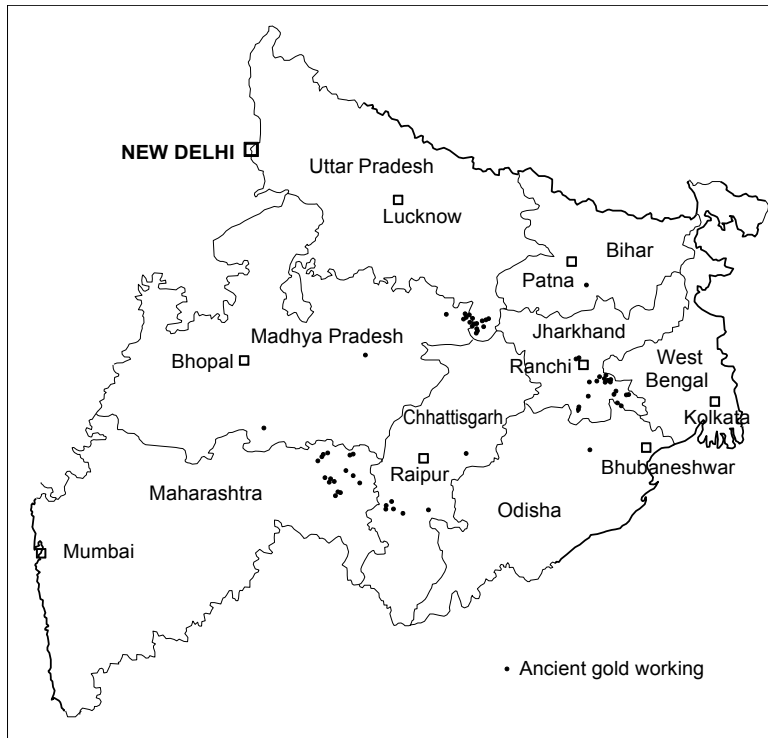 NEW DELHI
Uttar Pradesh
Lucknow
Bihar
Patna
Madhya Pradesh
Jharkhand
Bhopal
Ranchi
West
Bengal
Chhattisgarh
Kolkata
Raipur
Bhubaneshwar
Maharashtra
Odisha
Mumbai
Ancient gold working